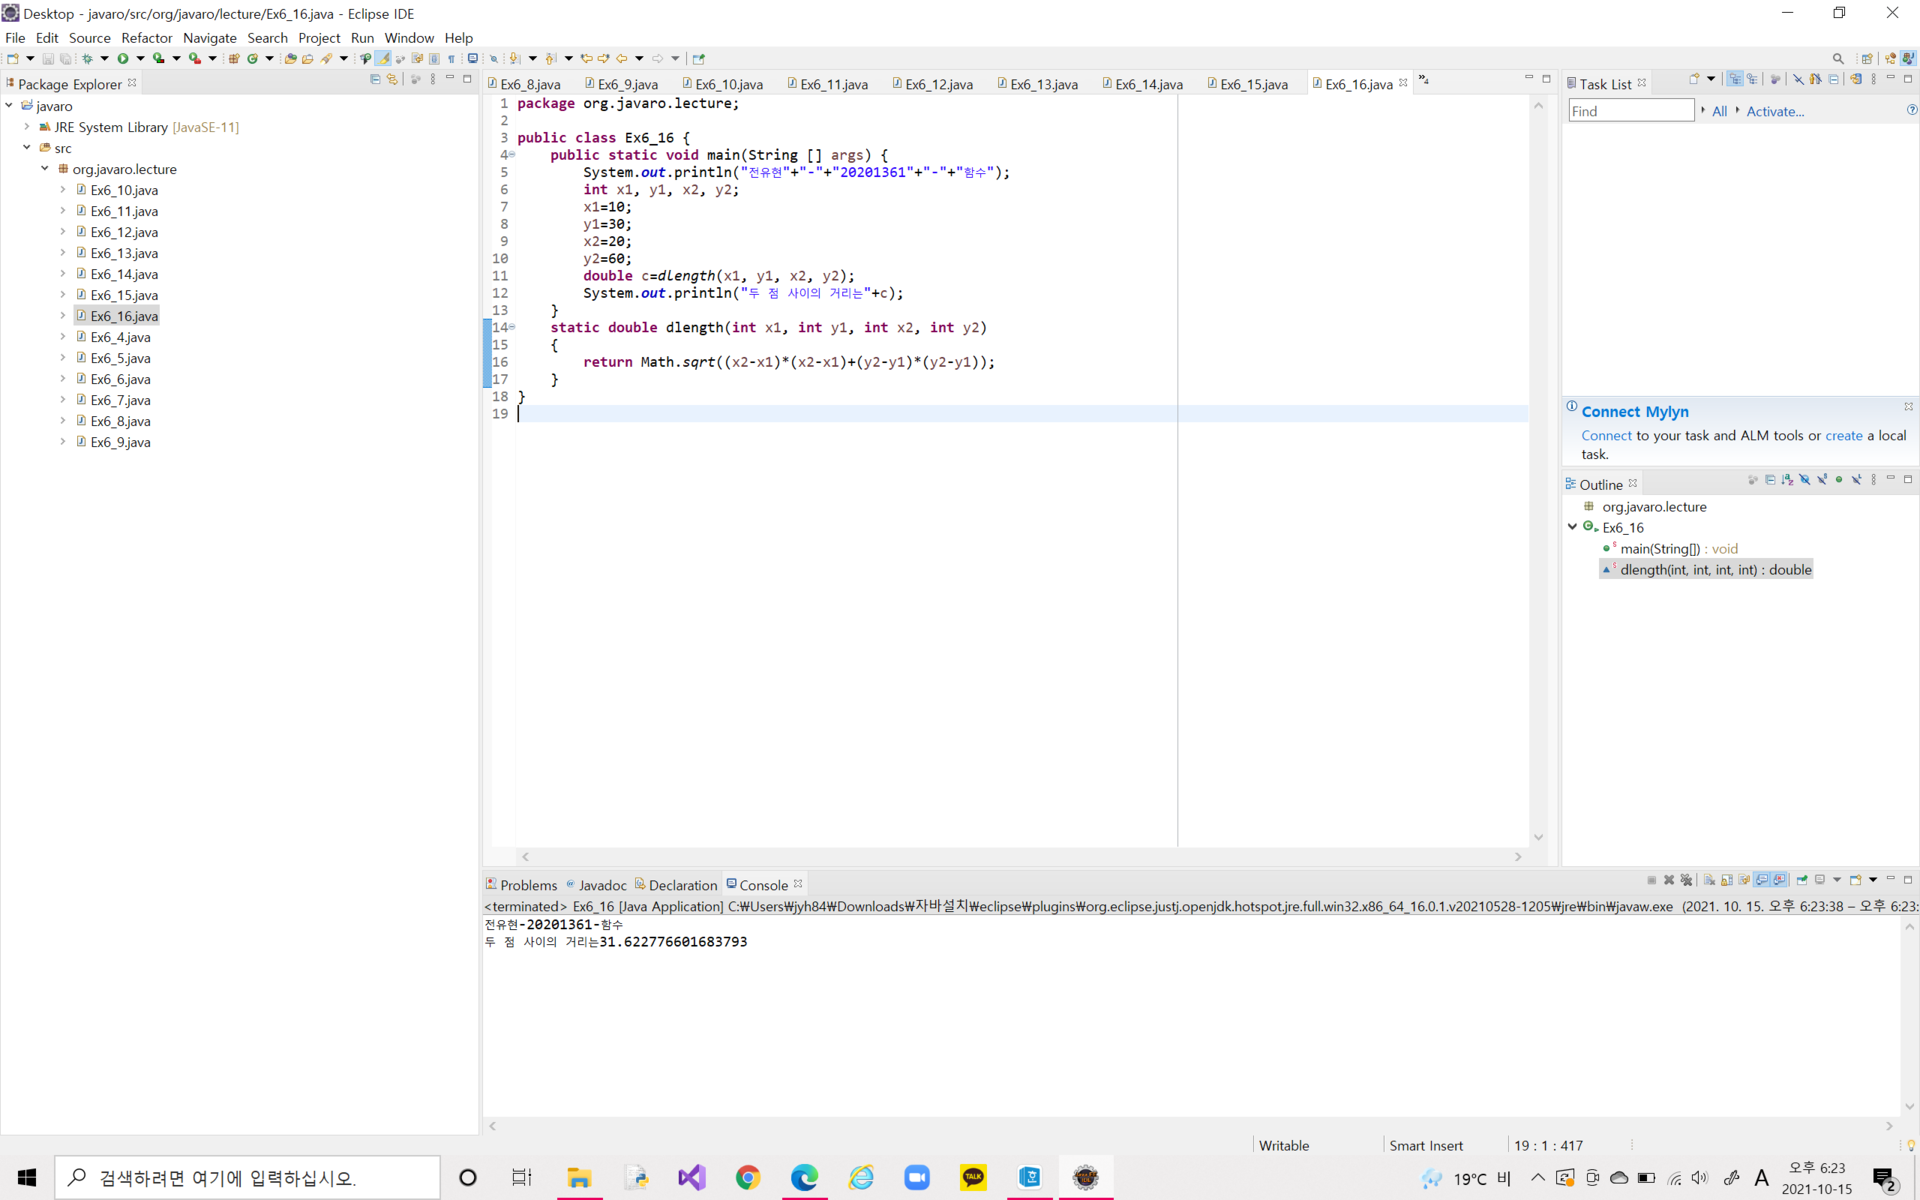 Desktop - javaro/src/org/javaro/lecture/Ex6_16.java - Eclipse IDE
File Edit Source Refactor Navigate Search Project Run Window Help
Package Explorer
javaro
JRE System Library [JavaSE-11]
src
org.javaro.lecture
Ex6_10.java
Ex6_11.java
Ex6_12.java
Ex6_13.java
Ex6_14.java
Ex6_15.java
Ex6_16.java
Ex6_4.java
Ex6_5.java
Ex6_6.java
Ex6_7.java
Ex6_8.java
Ex6_9.java
Ex6_8.java Ex6_9.java Ex6_10.java Ex6_11.java Ex6_12.java Ex6_13.java Ex6_14.java Ex6_15.java Ex6_16.java »4
1 package org.javaro.lecture;
2
3 public class Ex6_16 {
4 public static void main(String [] args) {
5 System.out.println("전유현"+"-"+"20201361"+"-"+"함수");
6 int x1, y1, x2, y2;
7 x1=10;
8 y1=30;
9 x2=20;
10 y2=60;
11 double c=dlength(x1, y1, x2, y2);
12 System.out.println("두 점 사이의 거리는"+c);
13 }
14 static double dlength(int x1, int y1, int x2, int y2)
15 {
16 return Math.sqrt((x2-x1)*(x2-x1)+(y2-y1)*(y2-y1));
17 }
18 }
19
Task List
Find All Activate...
Connect Mylyn
Connect to your task and ALM tools or create a local
task.
Outline
org.javaro.lecture
Ex6_16
main(String[]) : void
dlength(int, int, int, int) : double
Problems Javadoc Declaration Console
<terminated> Ex6_16 [Java Application] C:₩Users₩jyh84₩Downloads₩자바설치₩eclipse₩plugins₩org.eclipse.justj.openjdk.hotspot.jre.full.win32.x86_64_16.0.1.v20210528-1205₩jre₩bin₩javaw.exe (2021. 10. 15. 오후 6:23:38 – 오후 6:23:
전유현-20201361-함수
두 점 사이의 거리는31.622776601683793
Writable Smart Insert 19 : 1 : 417
검색하려면 여기에 입력하십시오.
TALK
19°C 비
A
오후 6:23
2021-10-15
2